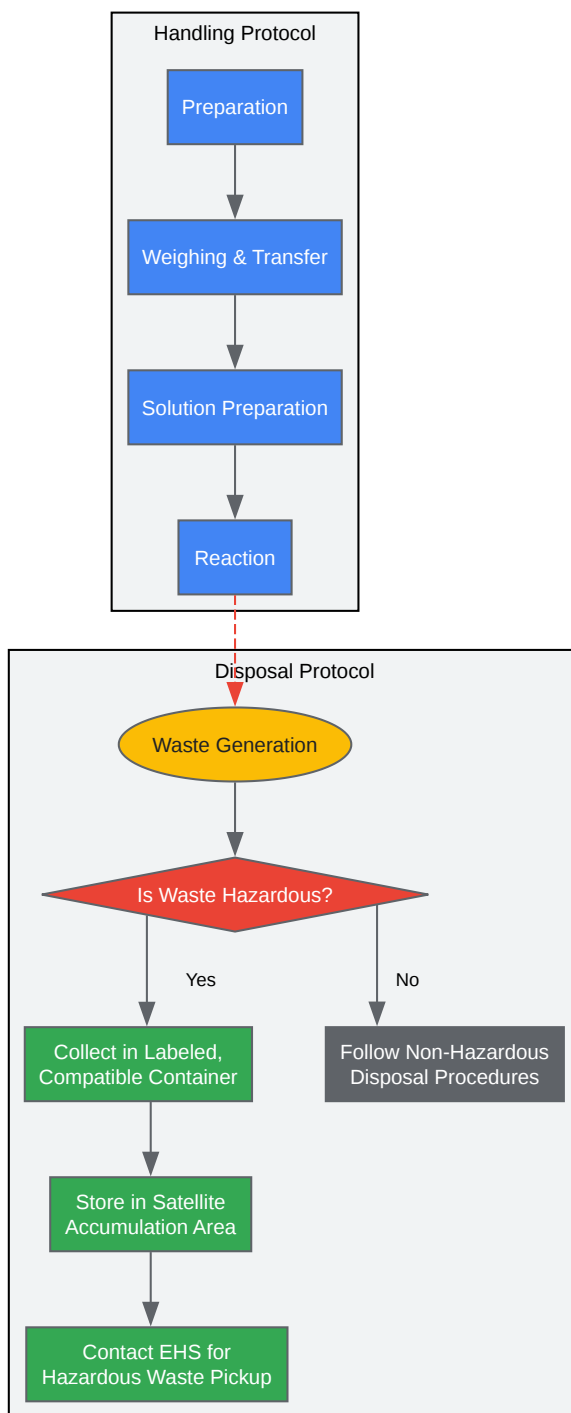 Handling Protocol
Preparation
Weighing & Transfer
Solution Preparation
Reaction
Disposal Protocol
Waste Generation
Is Waste Hazardous?
Yes
No
Collect in Labeled,
Compatible Container
Follow Non-Hazardous
Disposal Procedures
Store in Satellite
Accumulation Area
Contact EHS for
Hazardous Waste Pickup